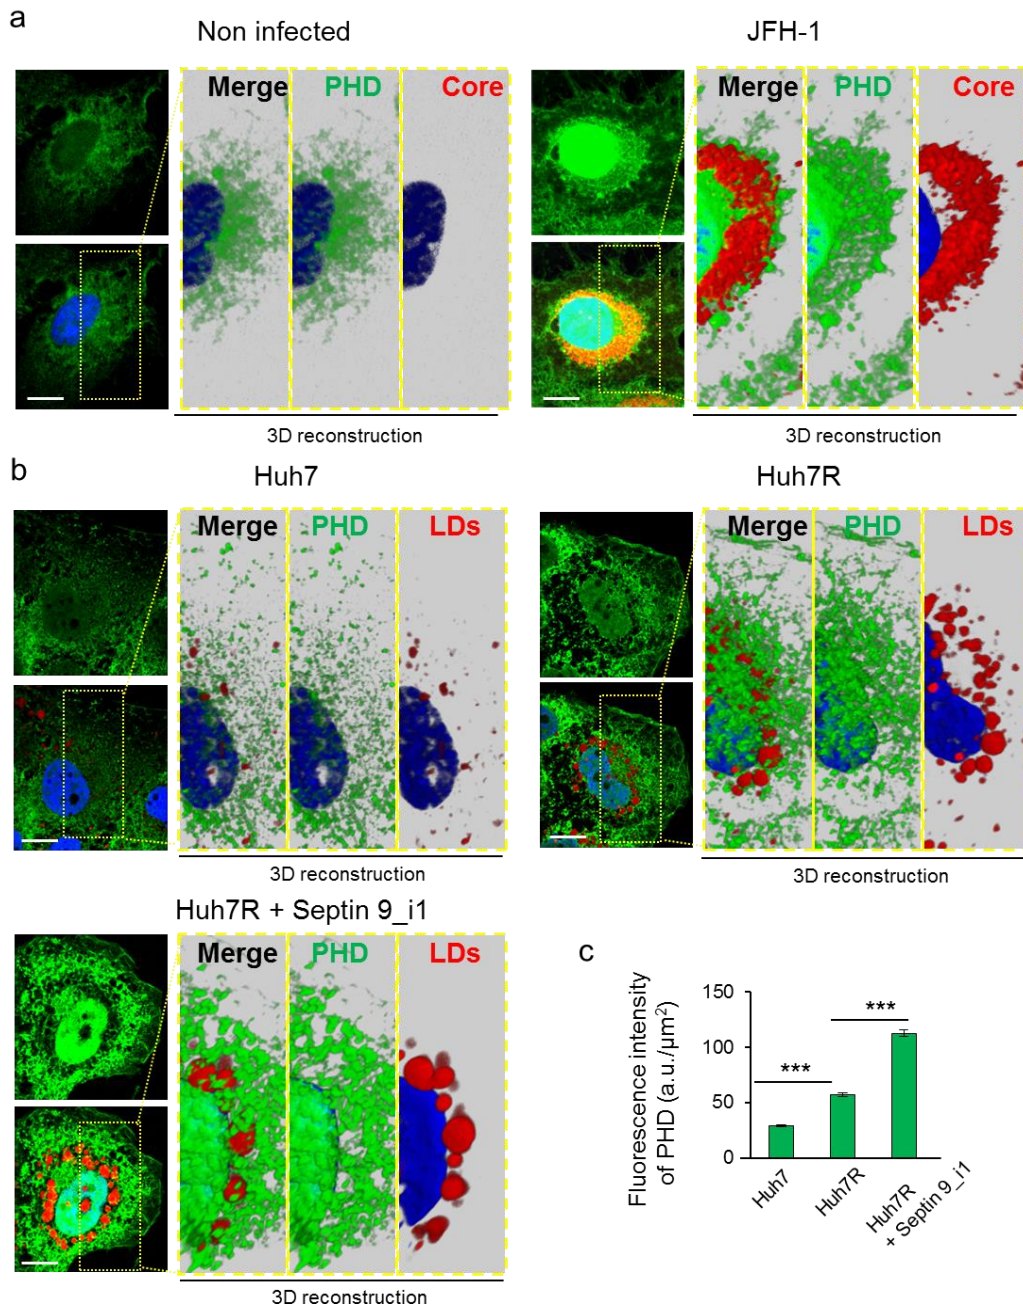 a
Non infected
JFH-1
Merge PHD Core
Merge PHD Core
3D reconstruction
3D reconstruction
b
Huh7
Huh7R
Merge PHD LDs
Merge PHD LDs
3D reconstruction
3D reconstruction
Huh7R + Septin 9_i1
Merge PHD LDs
3D reconstruction
c
Fluorescence intensity
of PHD (a.u./µm²)
150
100
50
0
***
***
Huh7
Huh7R
Huh7R
+ Septin 9_i1